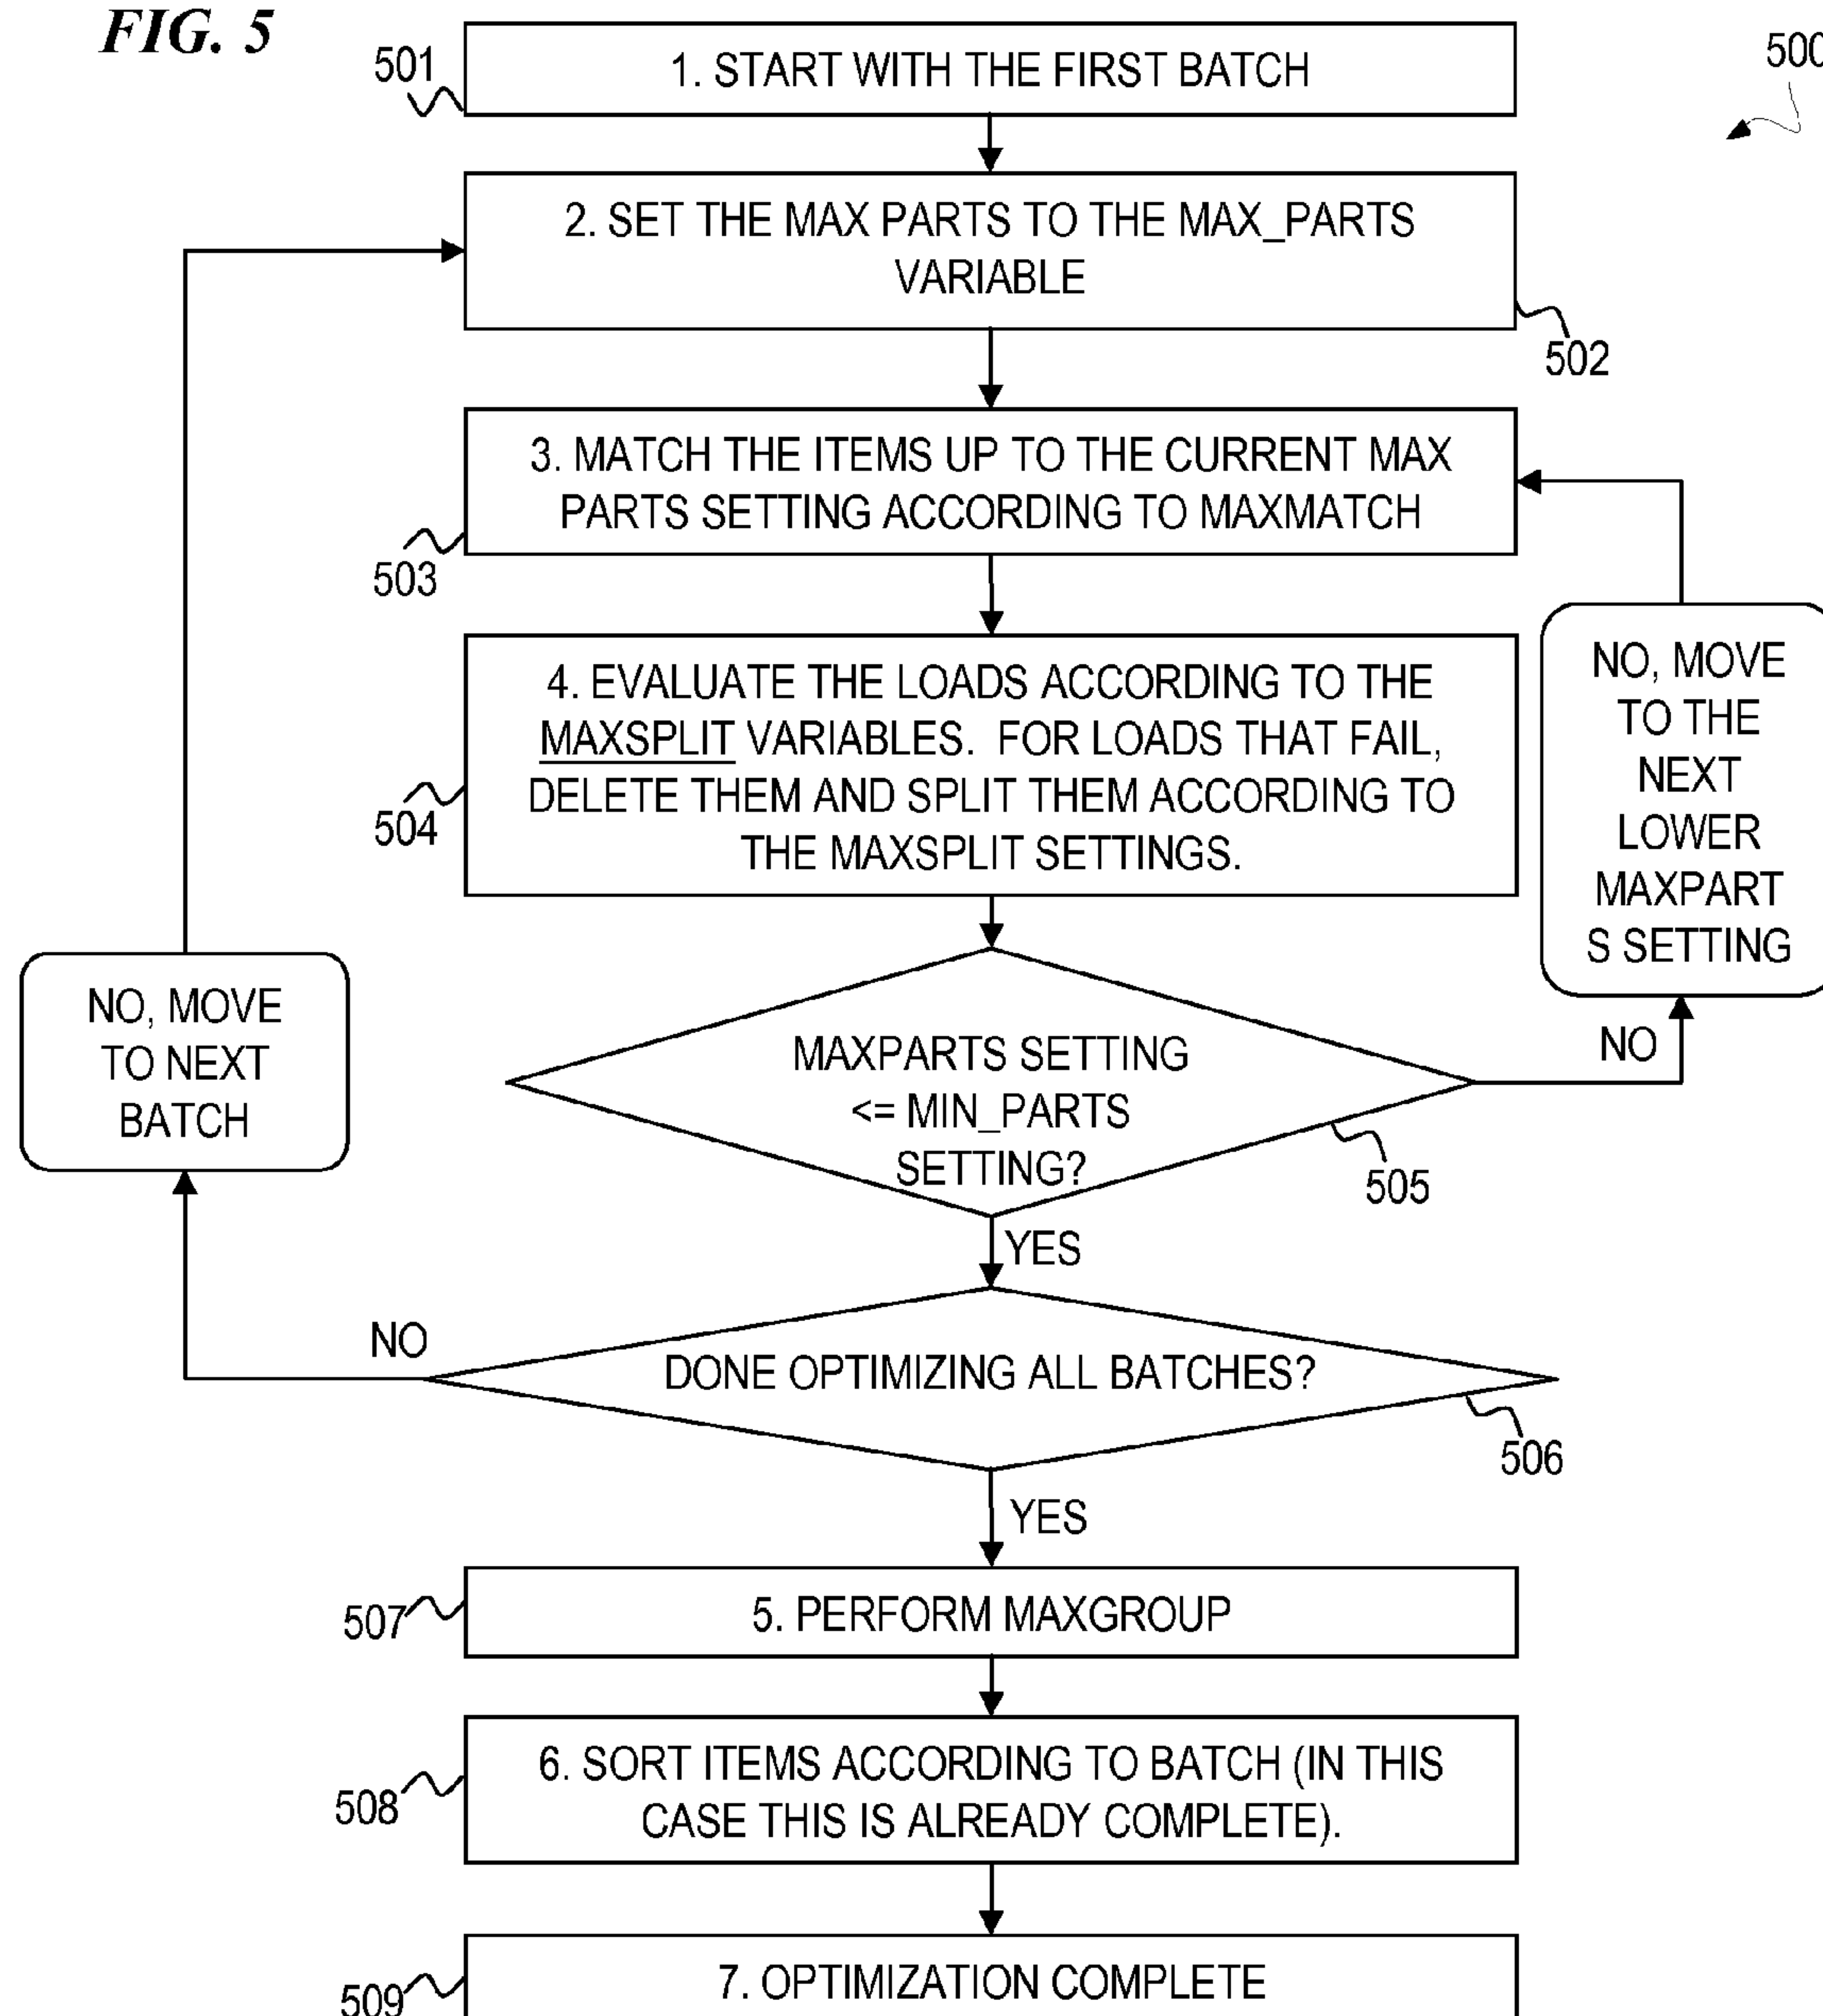 FIG. 5
500
501
1. START WITH THE FIRST BATCH
2. SET THE MAX PARTS TO THE MAX_PARTS
VARIABLE
502
3. MATCH THE ITEMS UP TO THE CURRENT MAX
PARTS SETTING ACCORDING TO MAXMATCH
503
4. EVALUATE THE LOADS ACCORDING TO THE
MAXSPLIT VARIABLES. FOR LOADS THAT FAIL,
DELETE THEM AND SPLIT THEM ACCORDING TO
THE MAXSPLIT SETTINGS.
504
NO, MOVE
TO THE
NEXT
LOWER
MAXPART
S SETTING
NO
MAXPARTS SETTING
<= MIN_PARTS
SETTING?
505
YES
NO, MOVE
TO NEXT
BATCH
NO
DONE OPTIMIZING ALL BATCHES?
506
YES
507
5. PERFORM MAXGROUP
6. SORT ITEMS ACCORDING TO BATCH (IN THIS
CASE THIS IS ALREADY COMPLETE).
508
7. OPTIMIZATION COMPLETE
509